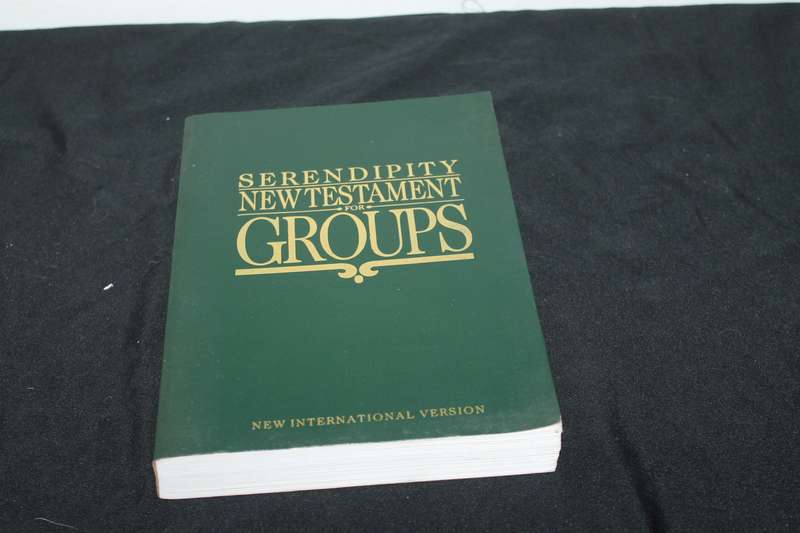 SERENDIPITY
NEW TESTAMENT
FOR
GROUPS
NEW INTERNATIONAL VERSION